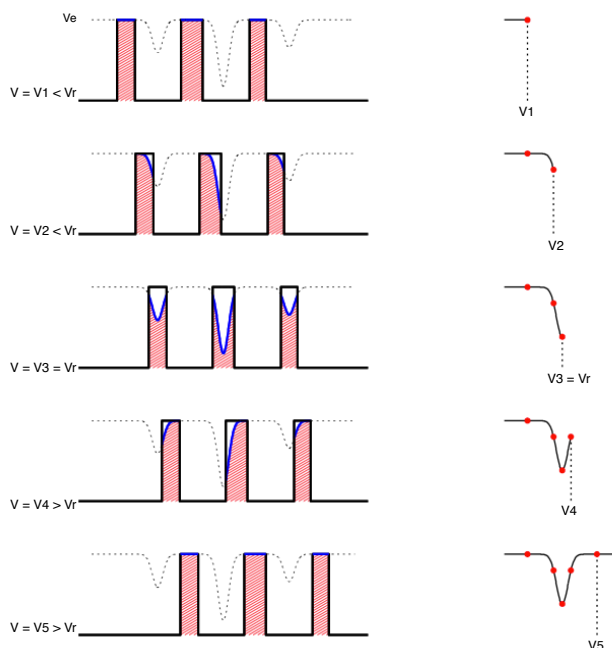 Ve
V = V1 < Vr
V1
V = V2 < Vr
V2
V = V3 = Vr
V3 = Vr
V = V4 > Vr
V4
V = V5 > Vr
V5